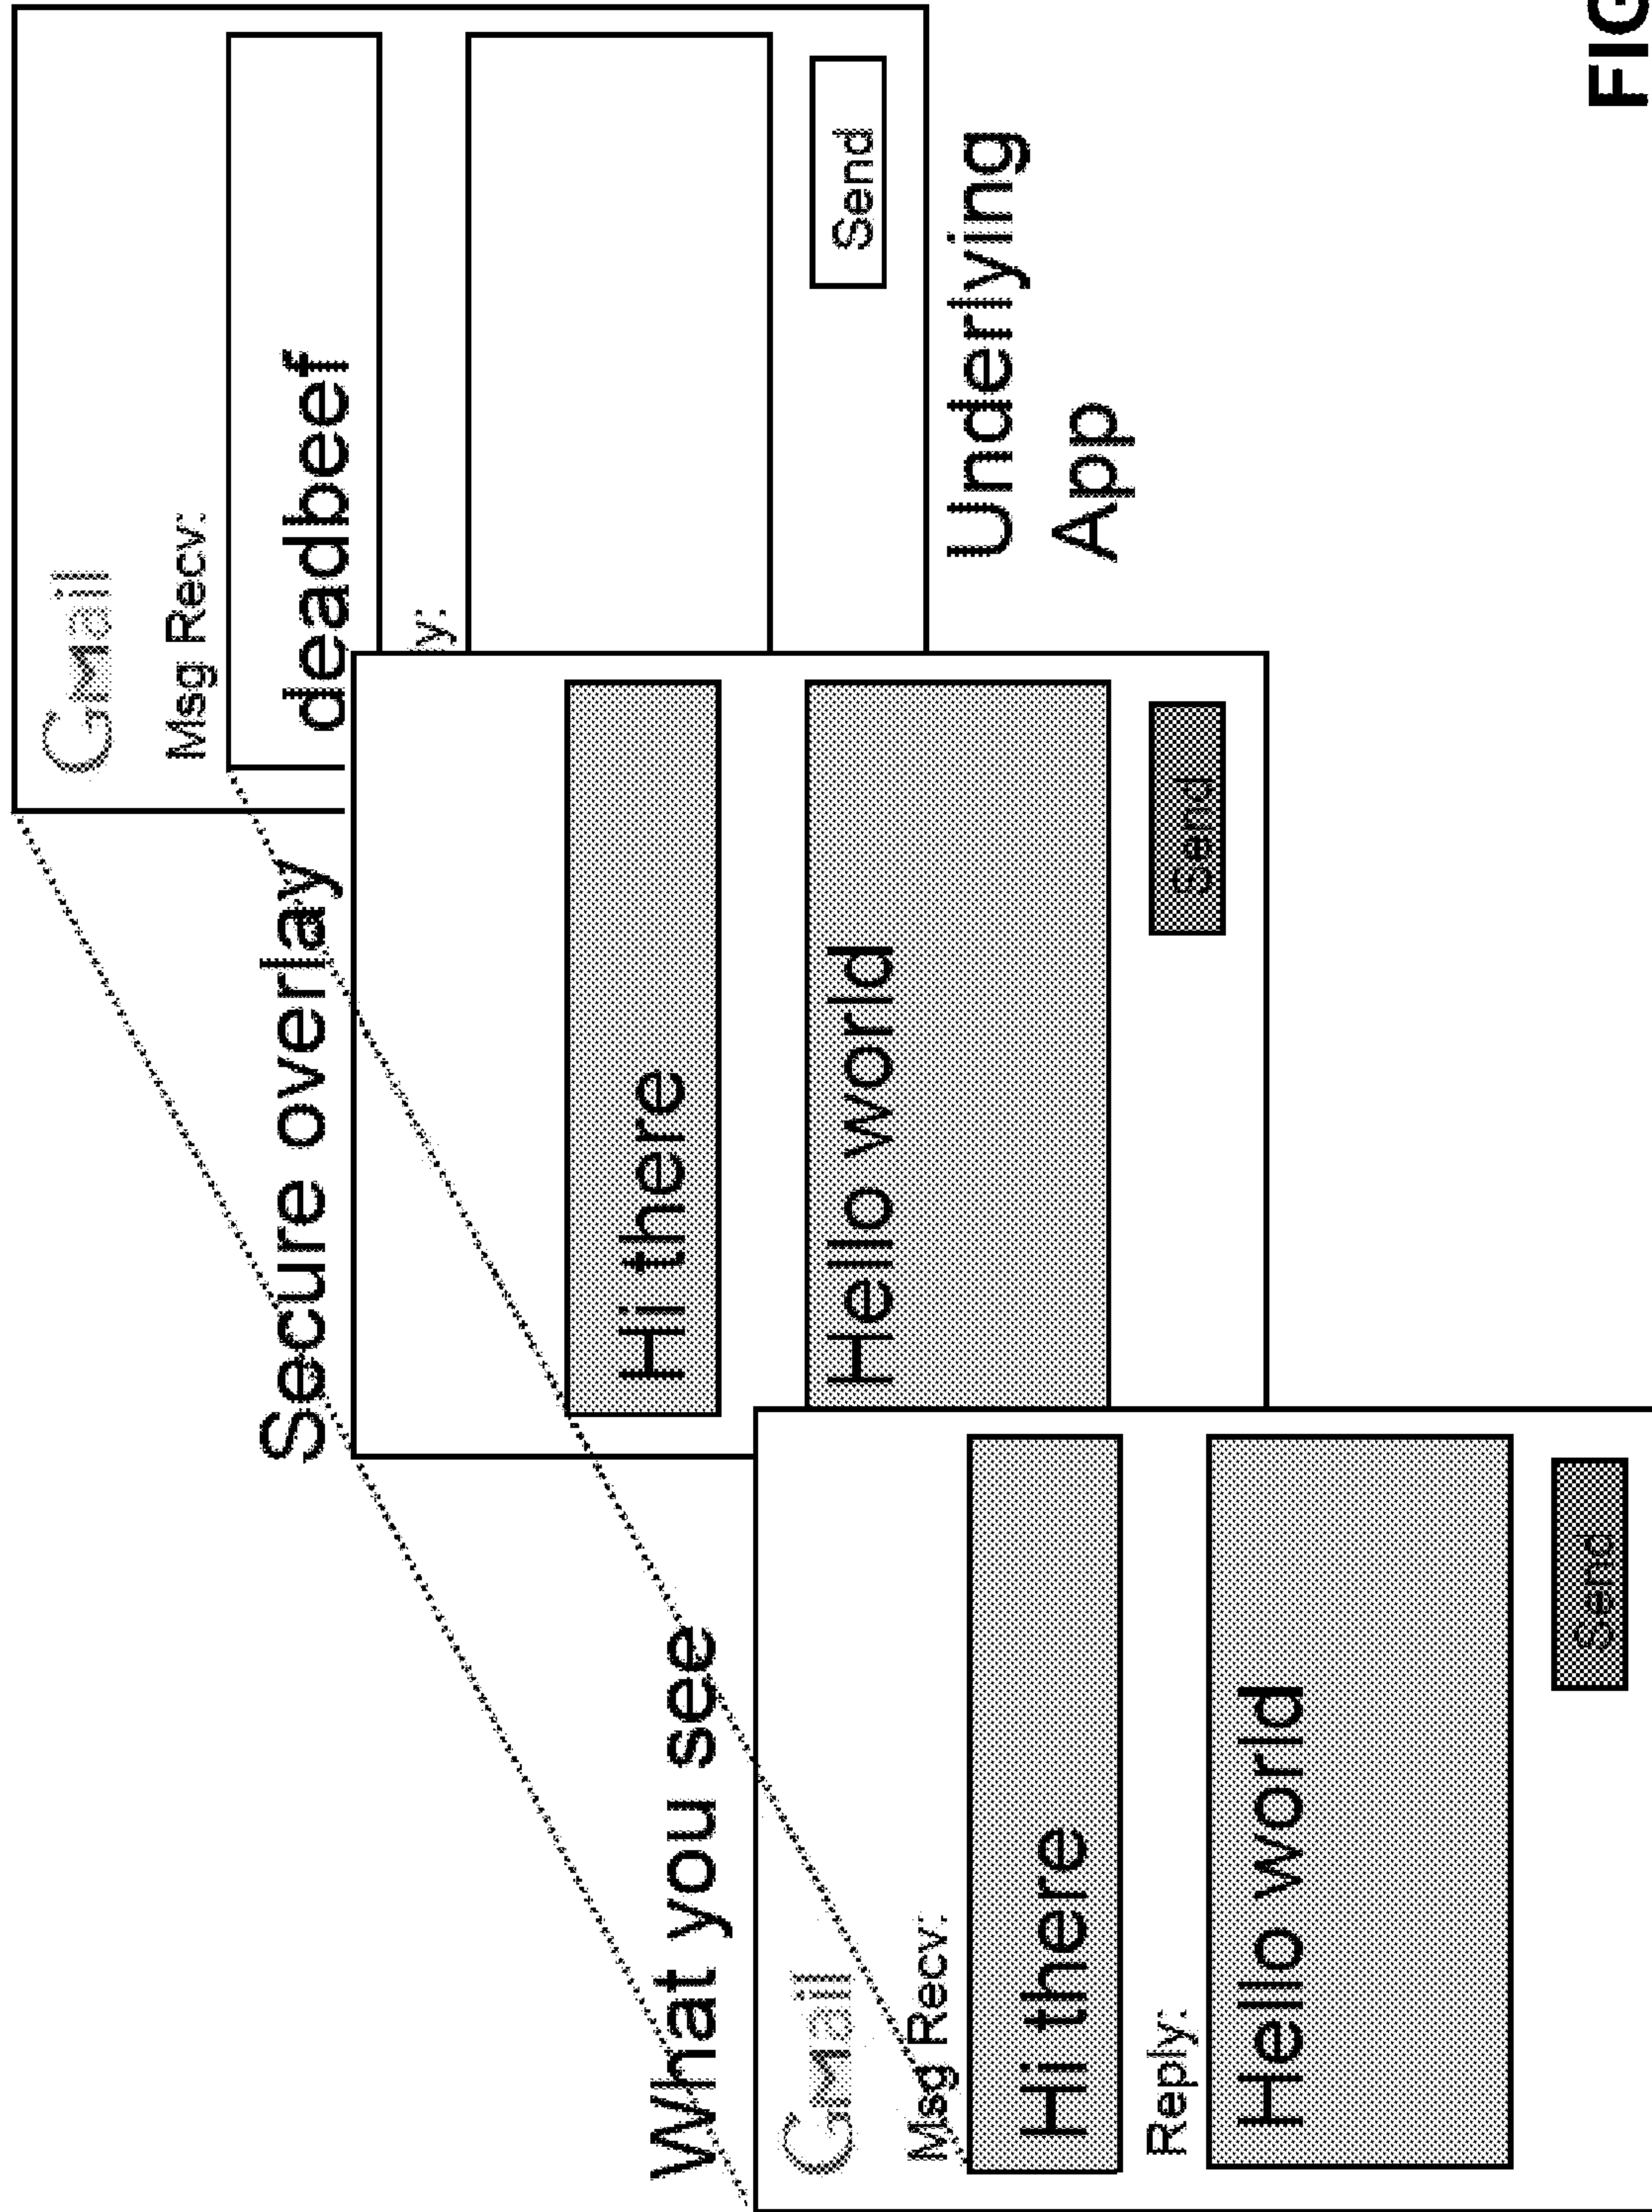 What you see
GMail
Msg Recv:
Hi there
Reply:
Hello world
Send
Secure overlay
Hi there
Hello world
Send
GMail
Msg Recv:
deadbeef
y:
Send
Underlying
App
FIG